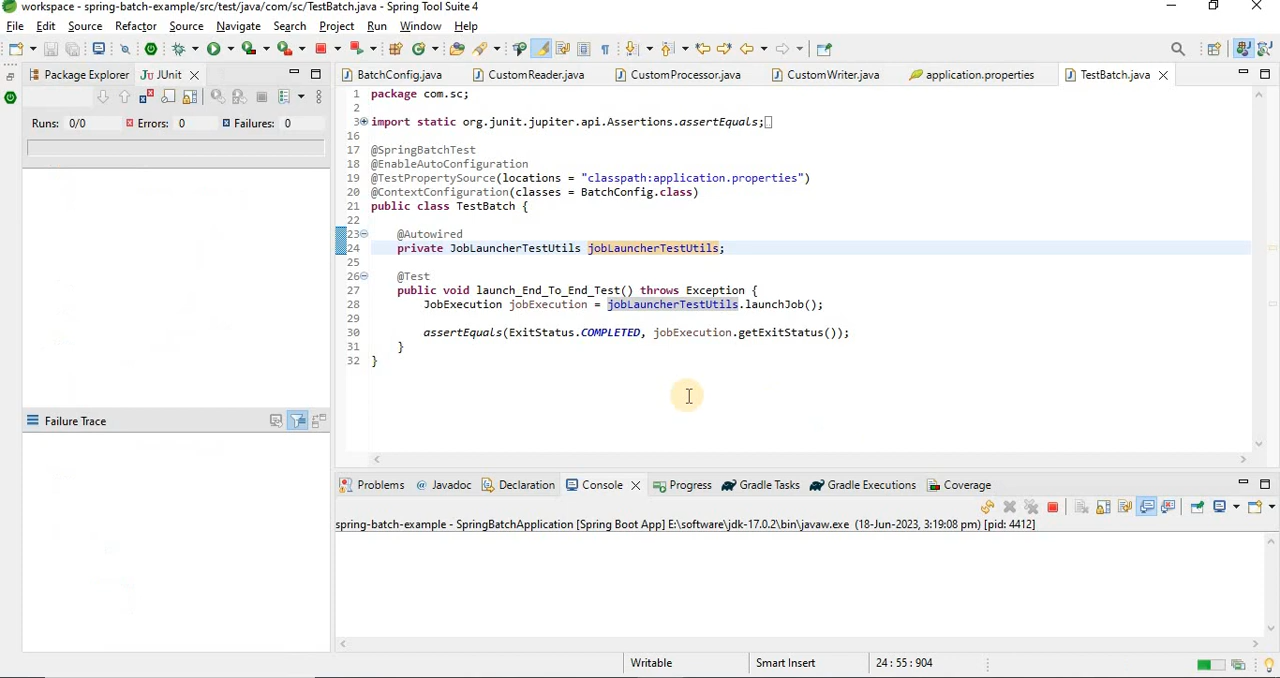 workspace - spring-batch-example/src/test/java/com/sc/TestBatch.java - Spring Tool Suite 4
File Edit Source Refactor Source Navigate Search Project Run Window Help
Package Explorer JUnit
Runs: 0/0 Errors: 0 Failures: 0
Failure Trace
BatchConfig.java CustomReader.java CustomProcessor.java CustomWriter.java application.properties TestBatch.java
1 package com.sc;
2
3 import static org.junit.jupiter.api.Assertions.assertEquals;
16
17 @SpringBatchTest
18 @EnableAutoConfiguration
19 @TestPropertySource(locations = "classpath:application.properties")
20 @ContextConfiguration(classes = BatchConfig.class)
21 public class TestBatch {
22
23 @Autowired
24 private JobLauncherTestUtils jobLauncherTestUtils;
25
26 @Test
27 public void launch_End_To_End_Test() throws Exception {
28 JobExecution jobExecution = jobLauncherTestUtils.launchJob();
29
30 assertEquals(ExitStatus.COMPLETED, jobExecution.getExitStatus());
31 }
32 }
Problems Javadoc Declaration Console Progress Gradle Tasks Gradle Executions Coverage
spring-batch-example - SpringBatchApplication [Spring Boot App] E:\software\jdk-17.0.2\bin\javaw.exe (18-Jun-2023, 3:19:08 pm) [pid: 4412]
Writable Smart Insert 24 : 55 : 904